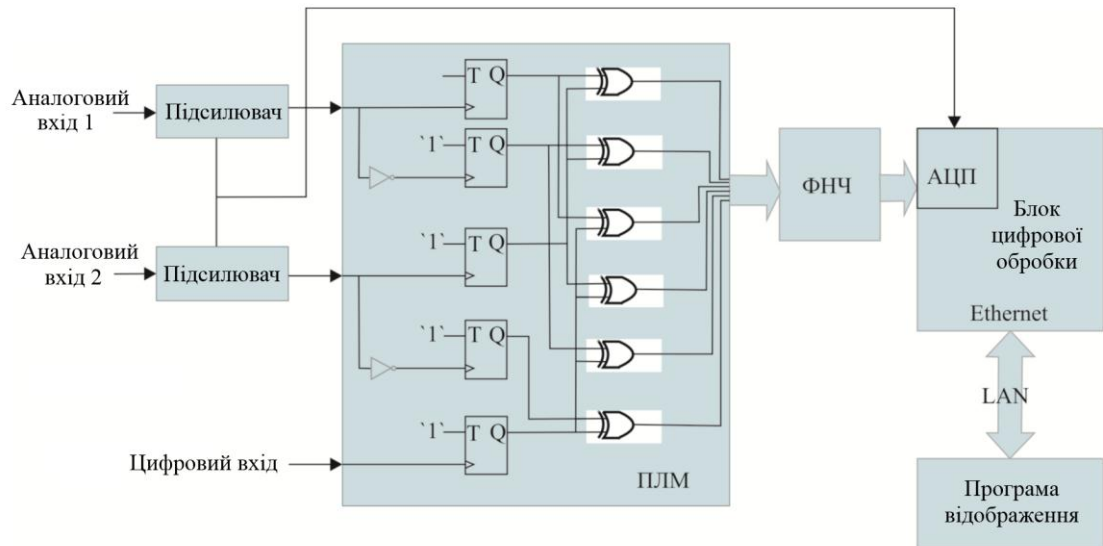 Аналоговий
вхід 1
Підсилювач
Аналоговий
вхід 2
Підсилювач
Цифровий вхід
T Q
`1` T Q
`1` T Q
`1` T Q
`1` T Q
ПЛМ
ФНЧ
АЦП
Блок
цифрової
обробки
Ethernet
LAN
Програма
відображення